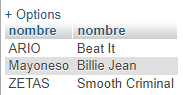 + Options
nombre nombre
ARIO Beat It
Mayoneso Billie Jean
ZETAS Smooth Criminal